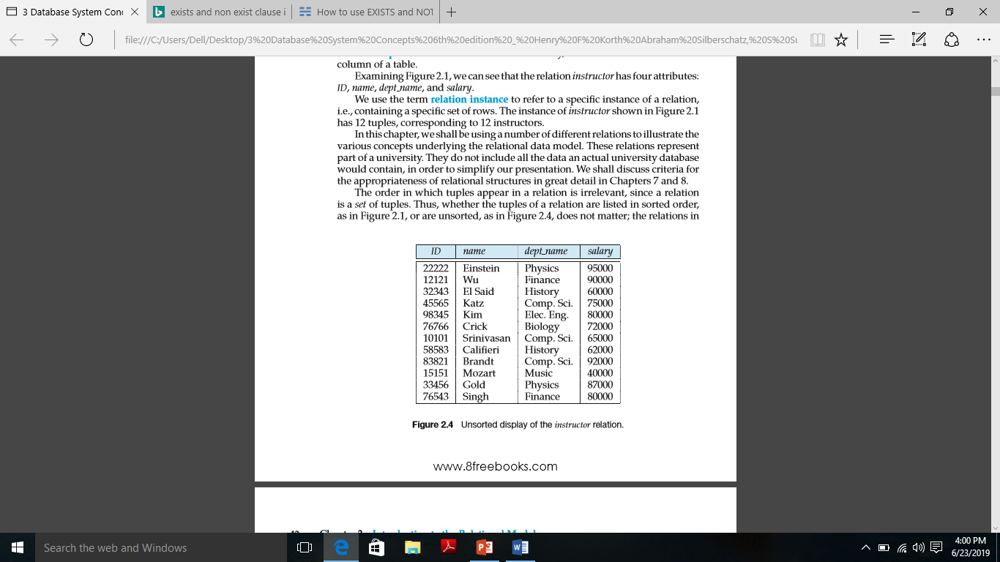 3 Database System Conc
exists and non exist clause i
How to use EXISTS and NOT
file:///C:/Users/Dell/Desktop/3%20Database%20System%20Concepts%206th%20edition%20_%20Henry%20F%20Korth%20Abraham%20Silberschatz,%20S%20Su
column of a table.
Examining Figure 2.1, we can see that the relation instructor has four attributes:
ID, name, dept_name, and salary.
We use the term relation instance to refer to a specific instance of a relation,
i.e., containing a specific set of rows. The instance of instructor shown in Figure 2.1
has 12 tuples, corresponding to 12 instructors.
In this chapter, we shall be using a number of different relations to illustrate the
various concepts underlying the relational data model. These relations represent
part of a university. They do not include all the data an actual university database
would contain, in order to simplify our presentation. We shall discuss criteria for
the appropriateness of relational structures in great detail in Chapters 7 and 8.
The order in which tuples appear in a relation is irrelevant, since a relation
is a set of tuples. Thus, whether the tuples of a relation are listed in sorted order,
as in Figure 2.1, or are unsorted, as in Figure 2.4, does not matter; the relations in
ID name dept_name salary
22222 Einstein Physics 95000
12121 Wu Finance 90000
32343 El Said History 60000
45565 Katz Comp. Sci. 75000
98345 Kim Elec. Eng. 80000
76766 Crick Biology 72000
10101 Srinivasan Comp. Sci. 65000
58583 Califieri History 62000
83821 Brandt Comp. Sci. 92000
15151 Mozart Music 40000
33456 Gold Physics 87000
76543 Singh Finance 80000
Figure 2.4 Unsorted display of the instructor relation.
www.8freebooks.com
Search the web and Windows
4:00 PM
6/23/2019